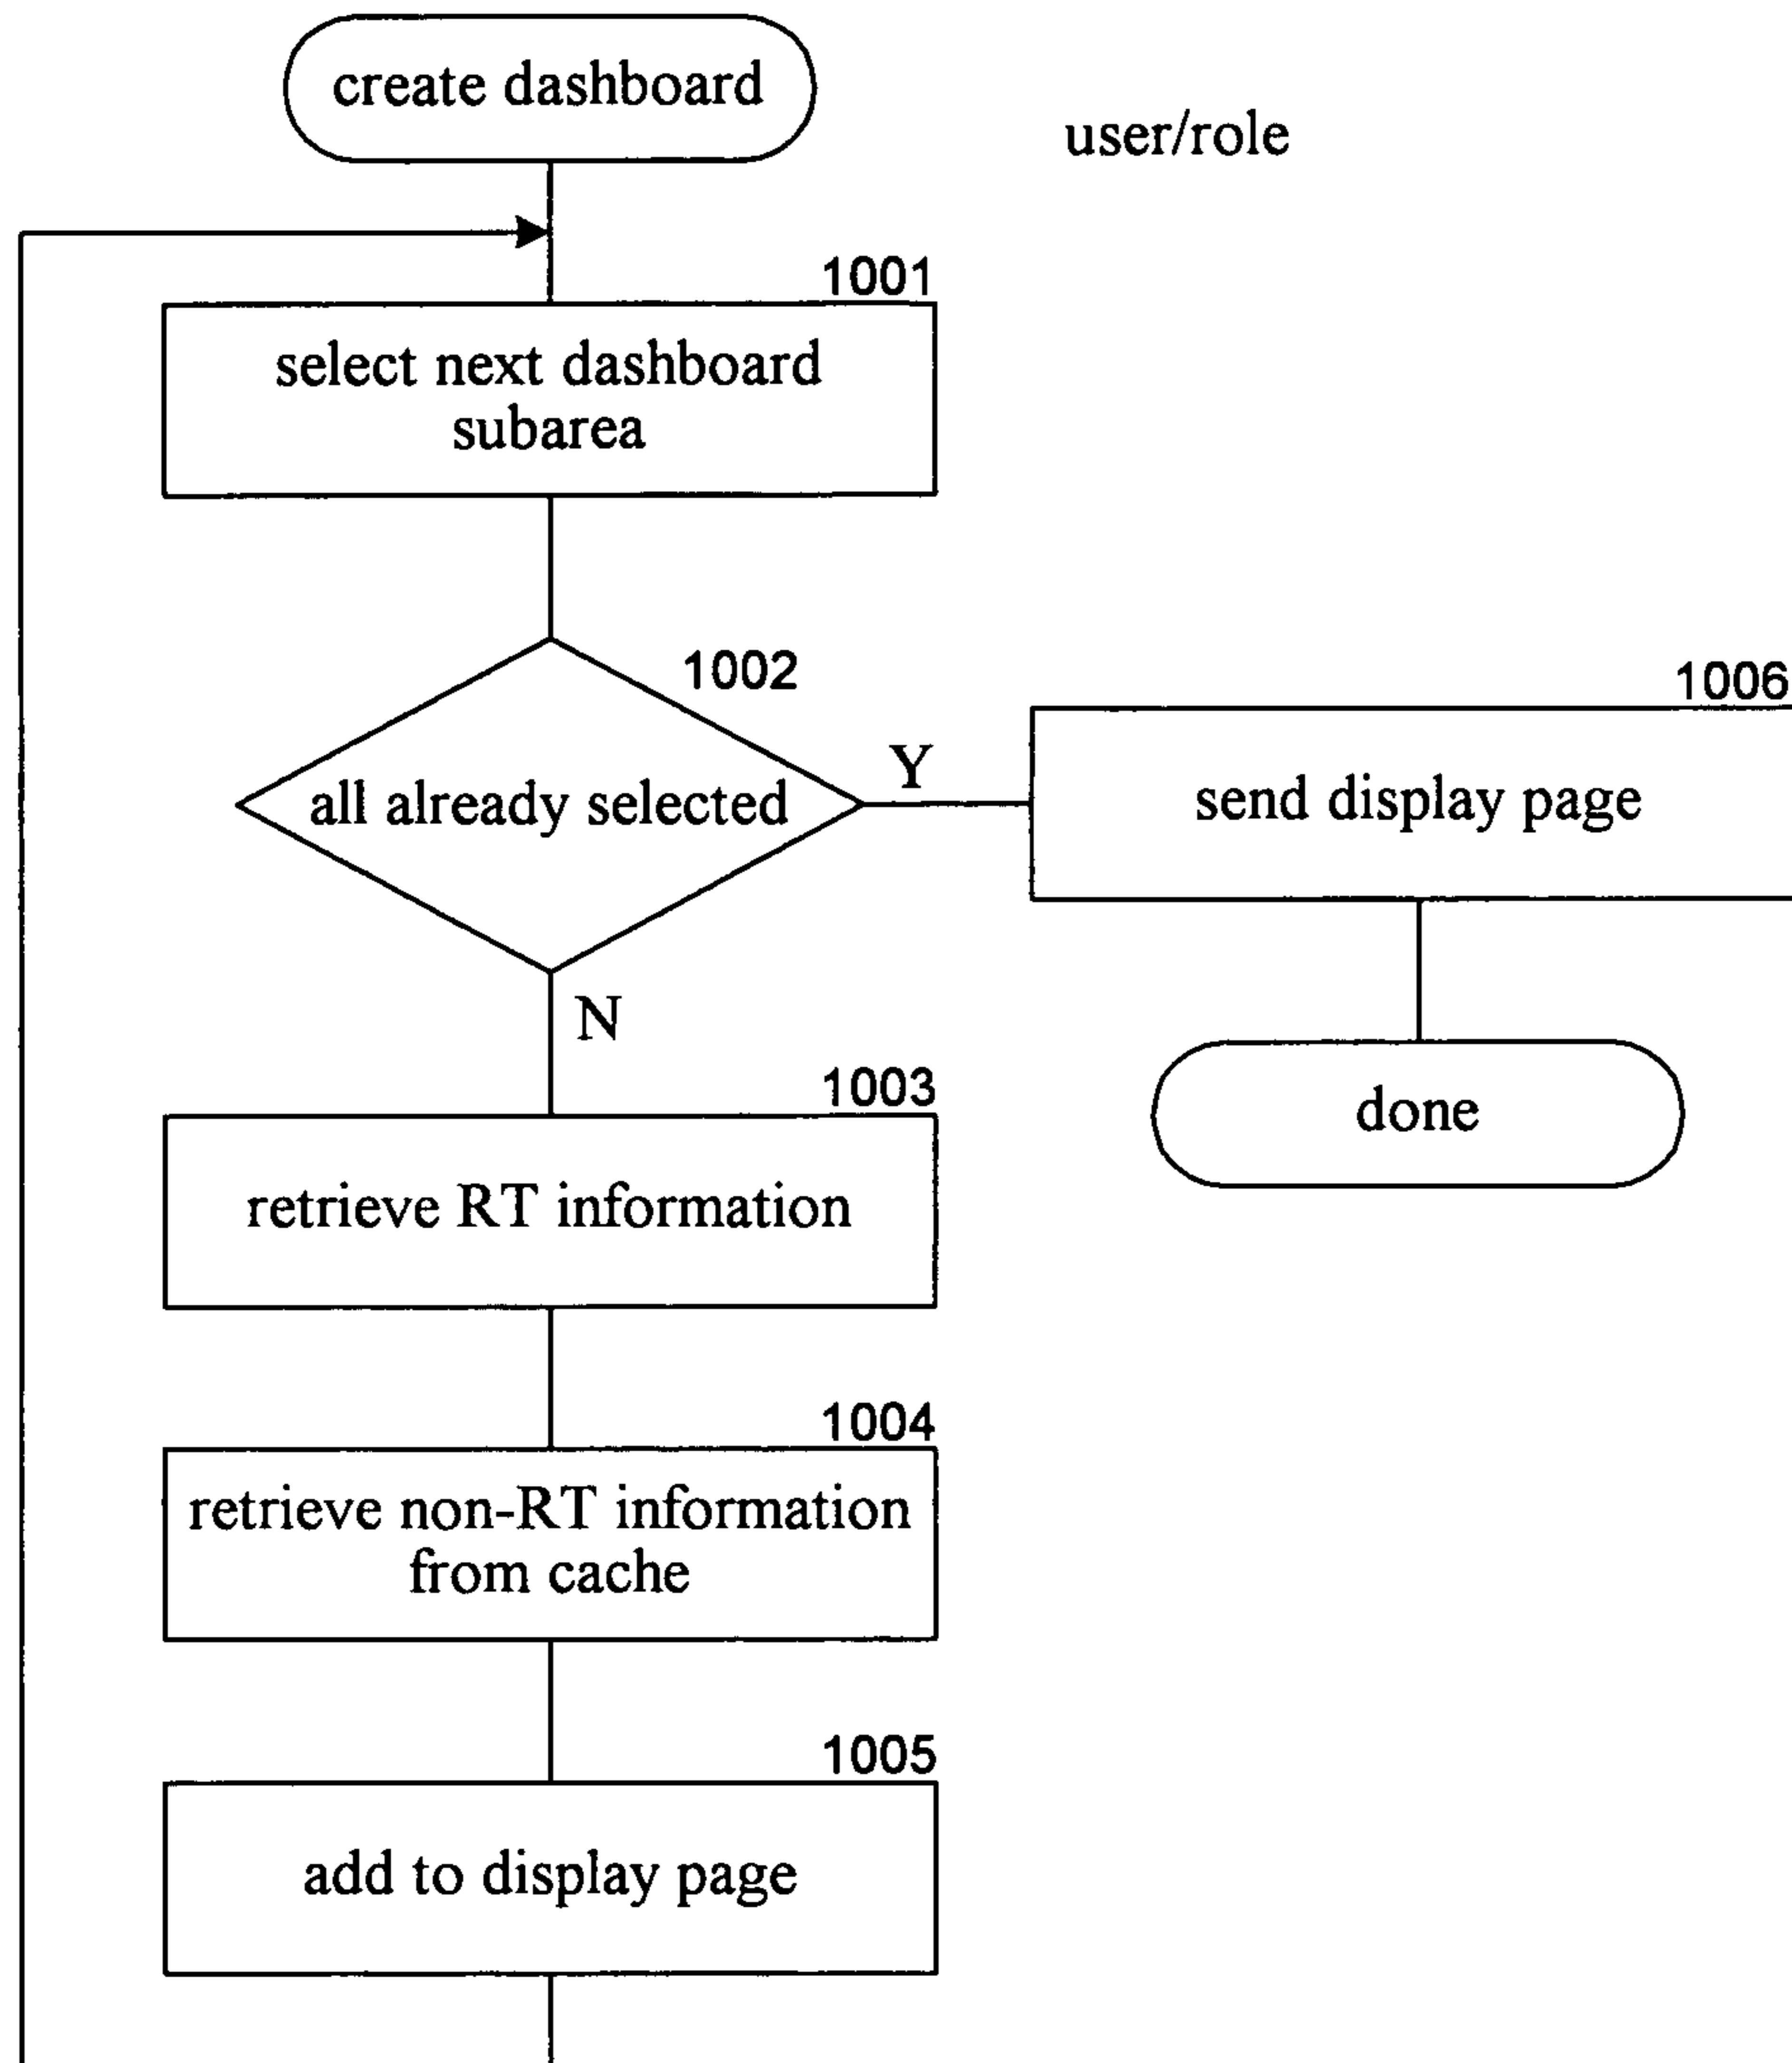 create dashboard
user/role
1001
select next dashboard
subarea
1002
all already selected
Y
1006
send display page
N
done
1003
retrieve RT information
1004
retrieve non-RT information
from cache
1005
add to display page